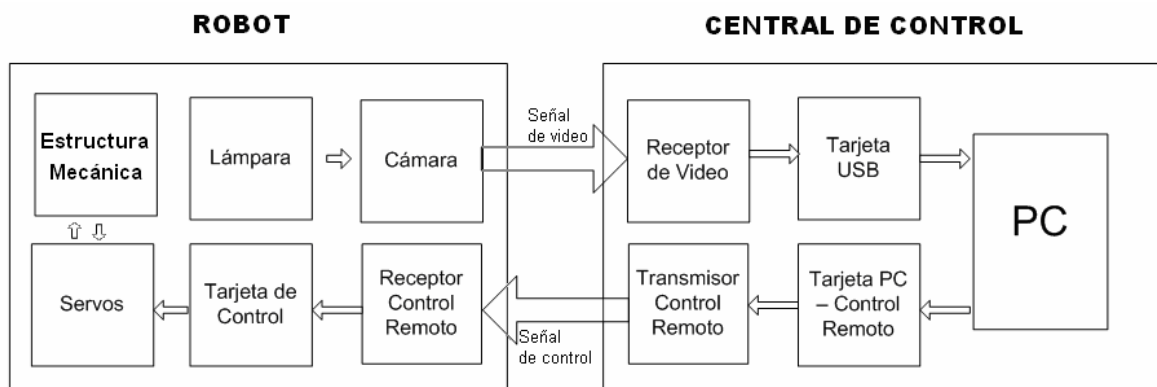 ROBOT
CENTRAL DE CONTROL
Estructura
Mecánica
Lámpara
Cámara
Señal
de video
Receptor
de Video
Tarjeta
USB
PC
Servos
Tarjeta de
Control
Receptor
Control
Remoto
Señal
de control
Transmisor
Control
Remoto
Tarjeta PC
– Control
Remoto